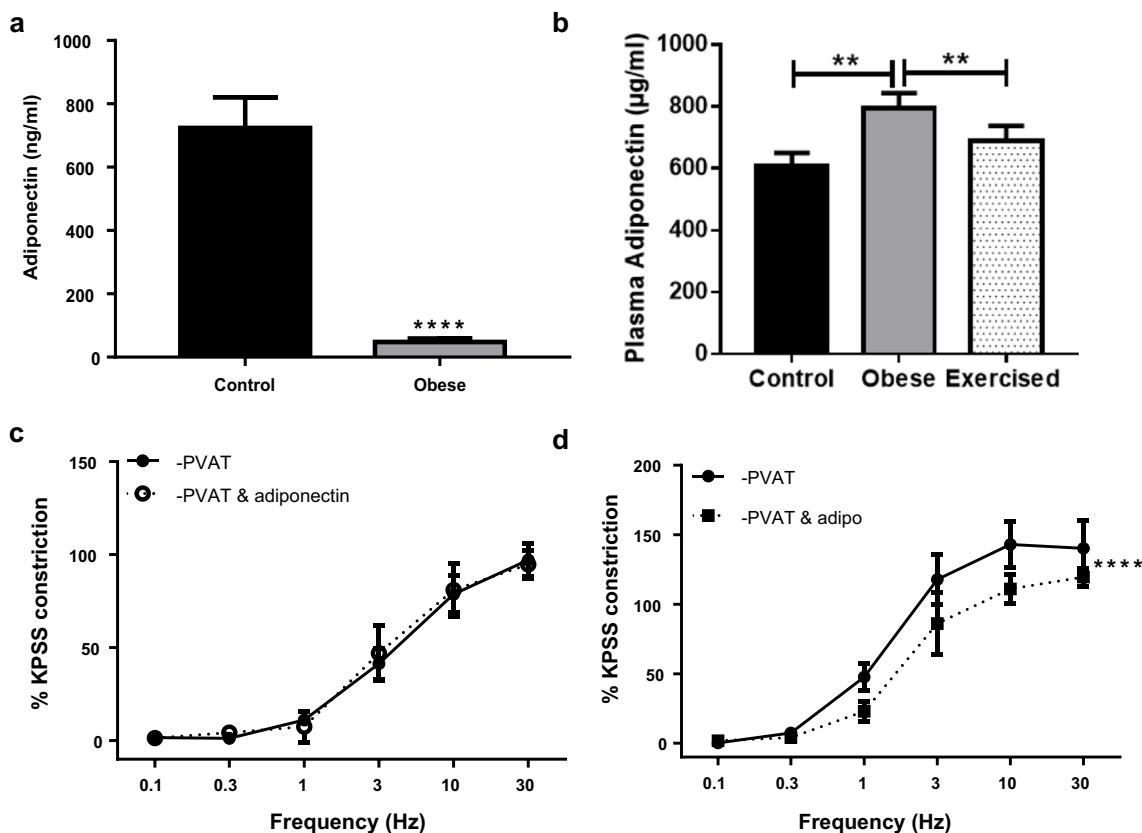 a
Adiponectin (ng/ml)
1000
800
600
400
200
0
****
Control
Obese
b
Plasma Adiponectin (µg/ml)
1000
800
600
400
200
0
**
**
Control
Obese
Exercised
c
-PVAT
-PVAT & adiponectin
% KPSS constriction
150
100
50
0
0.1
0.3
1
3
10
30
Frequency (Hz)
d
-PVAT
-PVAT & adipo
% KPSS constriction
200
150
100
50
0
****
0.1
0.3
1
3
10
30
Frequency (Hz)